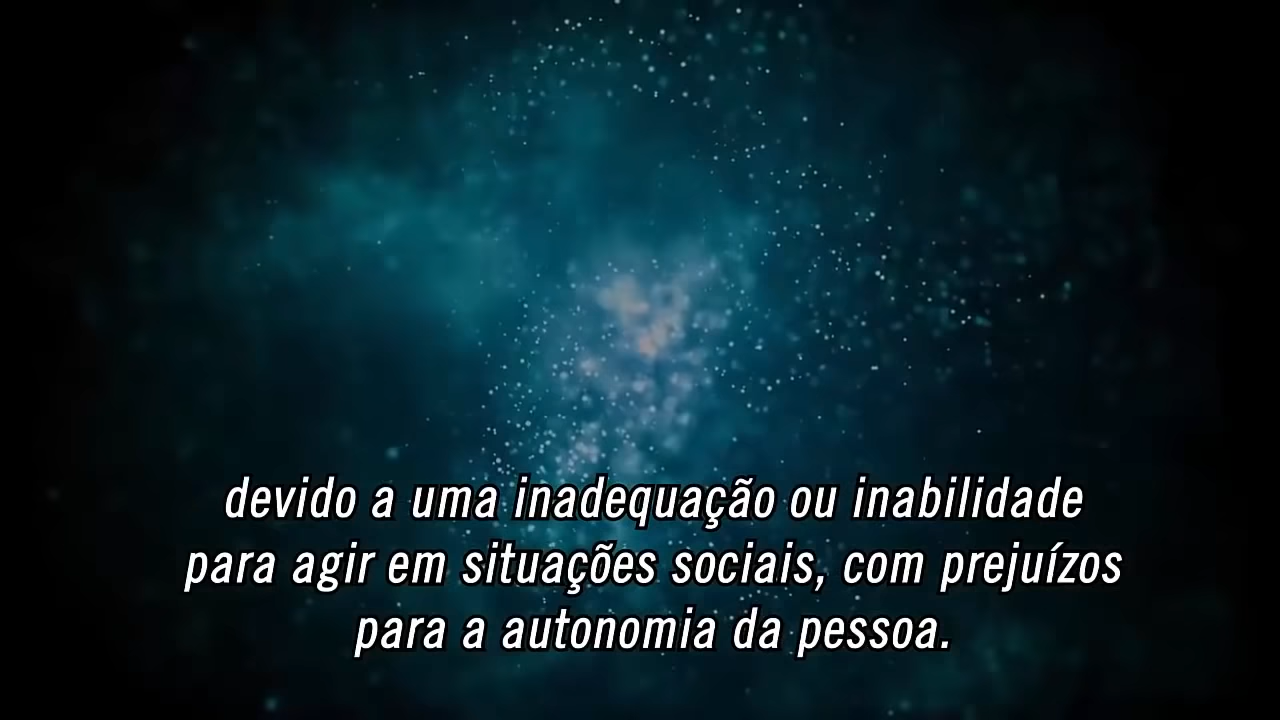 devido a uma inadequação ou inabilidade
para agir em situações sociais, com prejuízos
para a autonomia da pessoa.